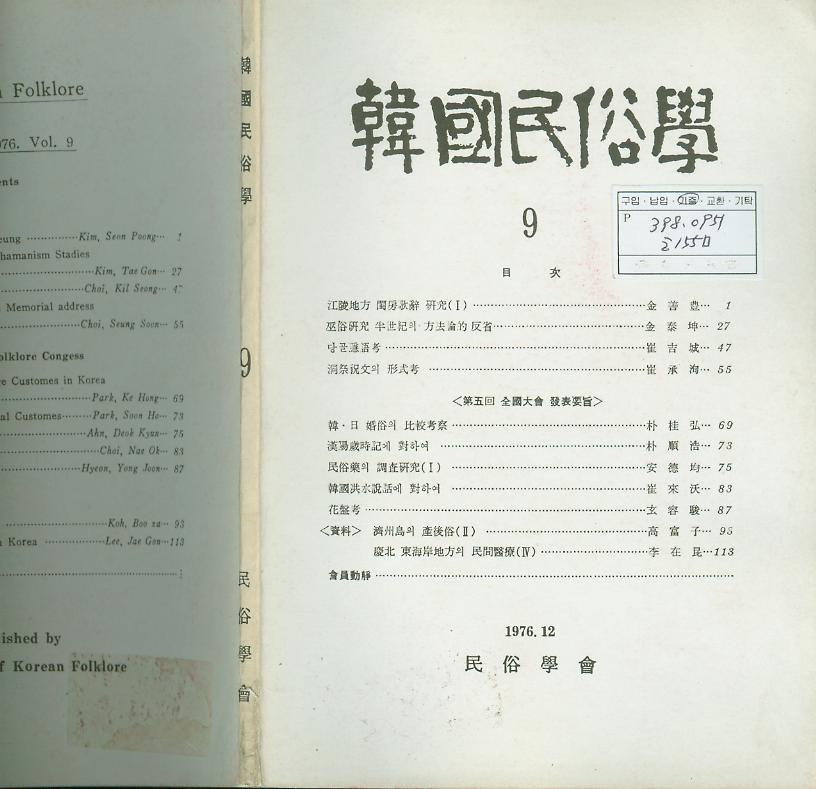 Folklore
76. Vol. 9
ents
eung Kim, Seon Poong 1
hamanism Stadies
Kim, Tae Gon 27
Choi, Kil Seong
Memorial address
Choi, Seung Soon 55
olklore Congess
e Customes in Korea
Park, Ke Hong 69
al Customes Park, Soon Ho 73
Ahn, Deok Kyun 75
Choi, Nae Ok 83
Hyeon, Yong Joon 87
Koh, Boo za 93
Korea Lee, Jae Gon 113
ished by
f Korean Folklore
韓國民俗學
9
民俗學會
韓國民俗學
9
구입·납입·기증·교환·기탁
P
398.0951
目 次
江陵地方 閨房歌辭 研究(Ⅰ) 金善豊 1
巫俗研究 半世紀의 方法論的 反省 金泰坤 27
당골隱語考 崔吉城 47
洞祭祝文의 形式考 崔承洵 55
<第五回 全國大會 發表要旨>
韓·日 婚俗의 比較考察 朴桂弘 69
漢陽歲時記에 對하여 朴順浩 73
民俗藥의 調査研究(Ⅰ) 安德均 75
韓國洪水說話에 對하여 崔來沃 83
花盤考 玄容駿 87
<資料> 濟州島의 產後俗(Ⅱ) 高富子 93
慶北 東海岸地方의 民間醫療(Ⅳ) 李在崑 113
會員動靜
1976. 12
民俗學會